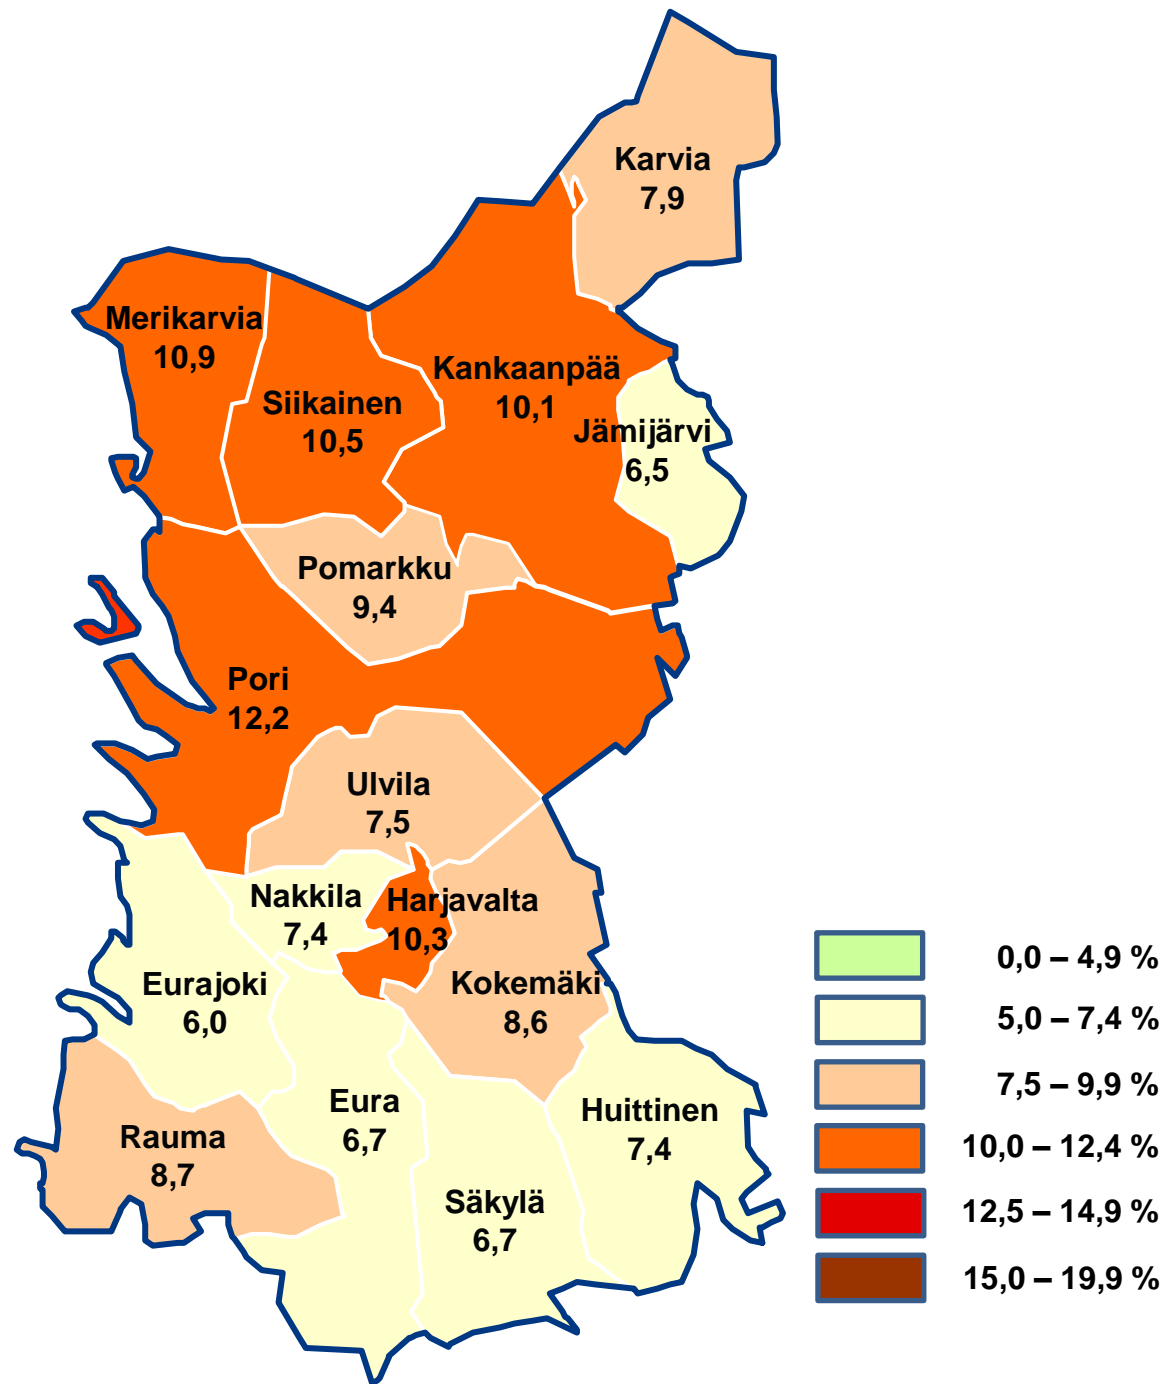 Karvia
7,9
Merikarvia
10,9
Siikainen
10,5
Kankaanpää
10,1
Jämijärvi
6,5
Pomarkku
9,4
Pori
12,2
Ulvila
7,5
Nakkila
7,4
Harjavalta
10,3
Eurajoki
6,0
Kokemäki
8,6
Rauma
8,7
Eura
6,7
Huittinen
7,4
Säkylä
6,7
0,0 – 4,9 %
5,0 – 7,4 %
7,5 – 9,9 %
10,0 – 12,4 %
12,5 – 14,9 %
15,0 – 19,9 %